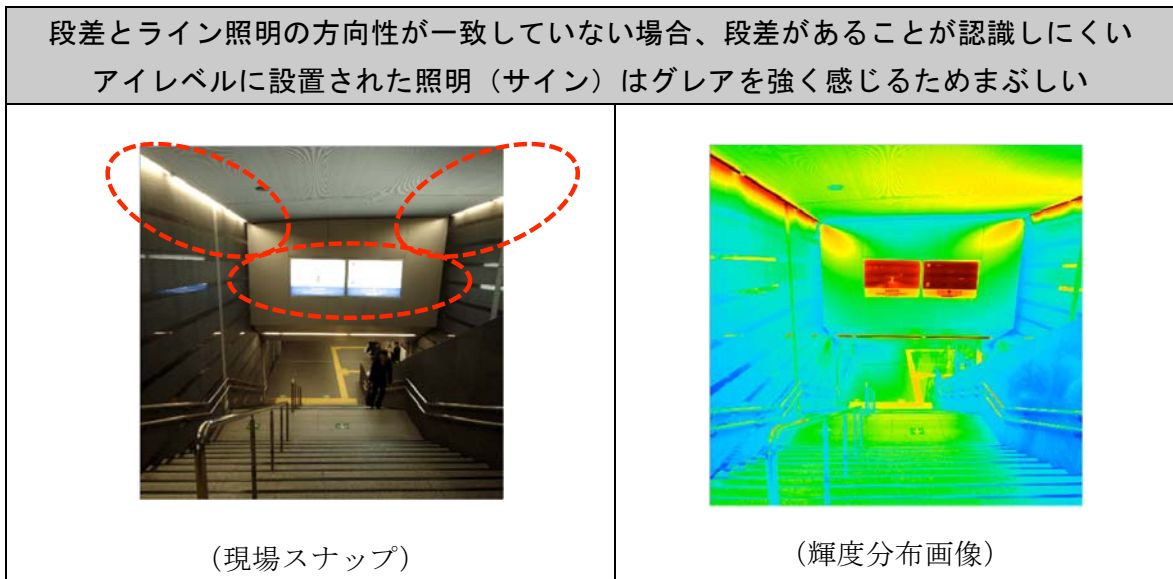 段差とライン照明の方向性が一致していない場合、段差があることが認識しにくい
アイレベルに設置された照明（サイン）はグレアを強く感じるためまぶしい
（現場スナップ）
（輝度分布画像）